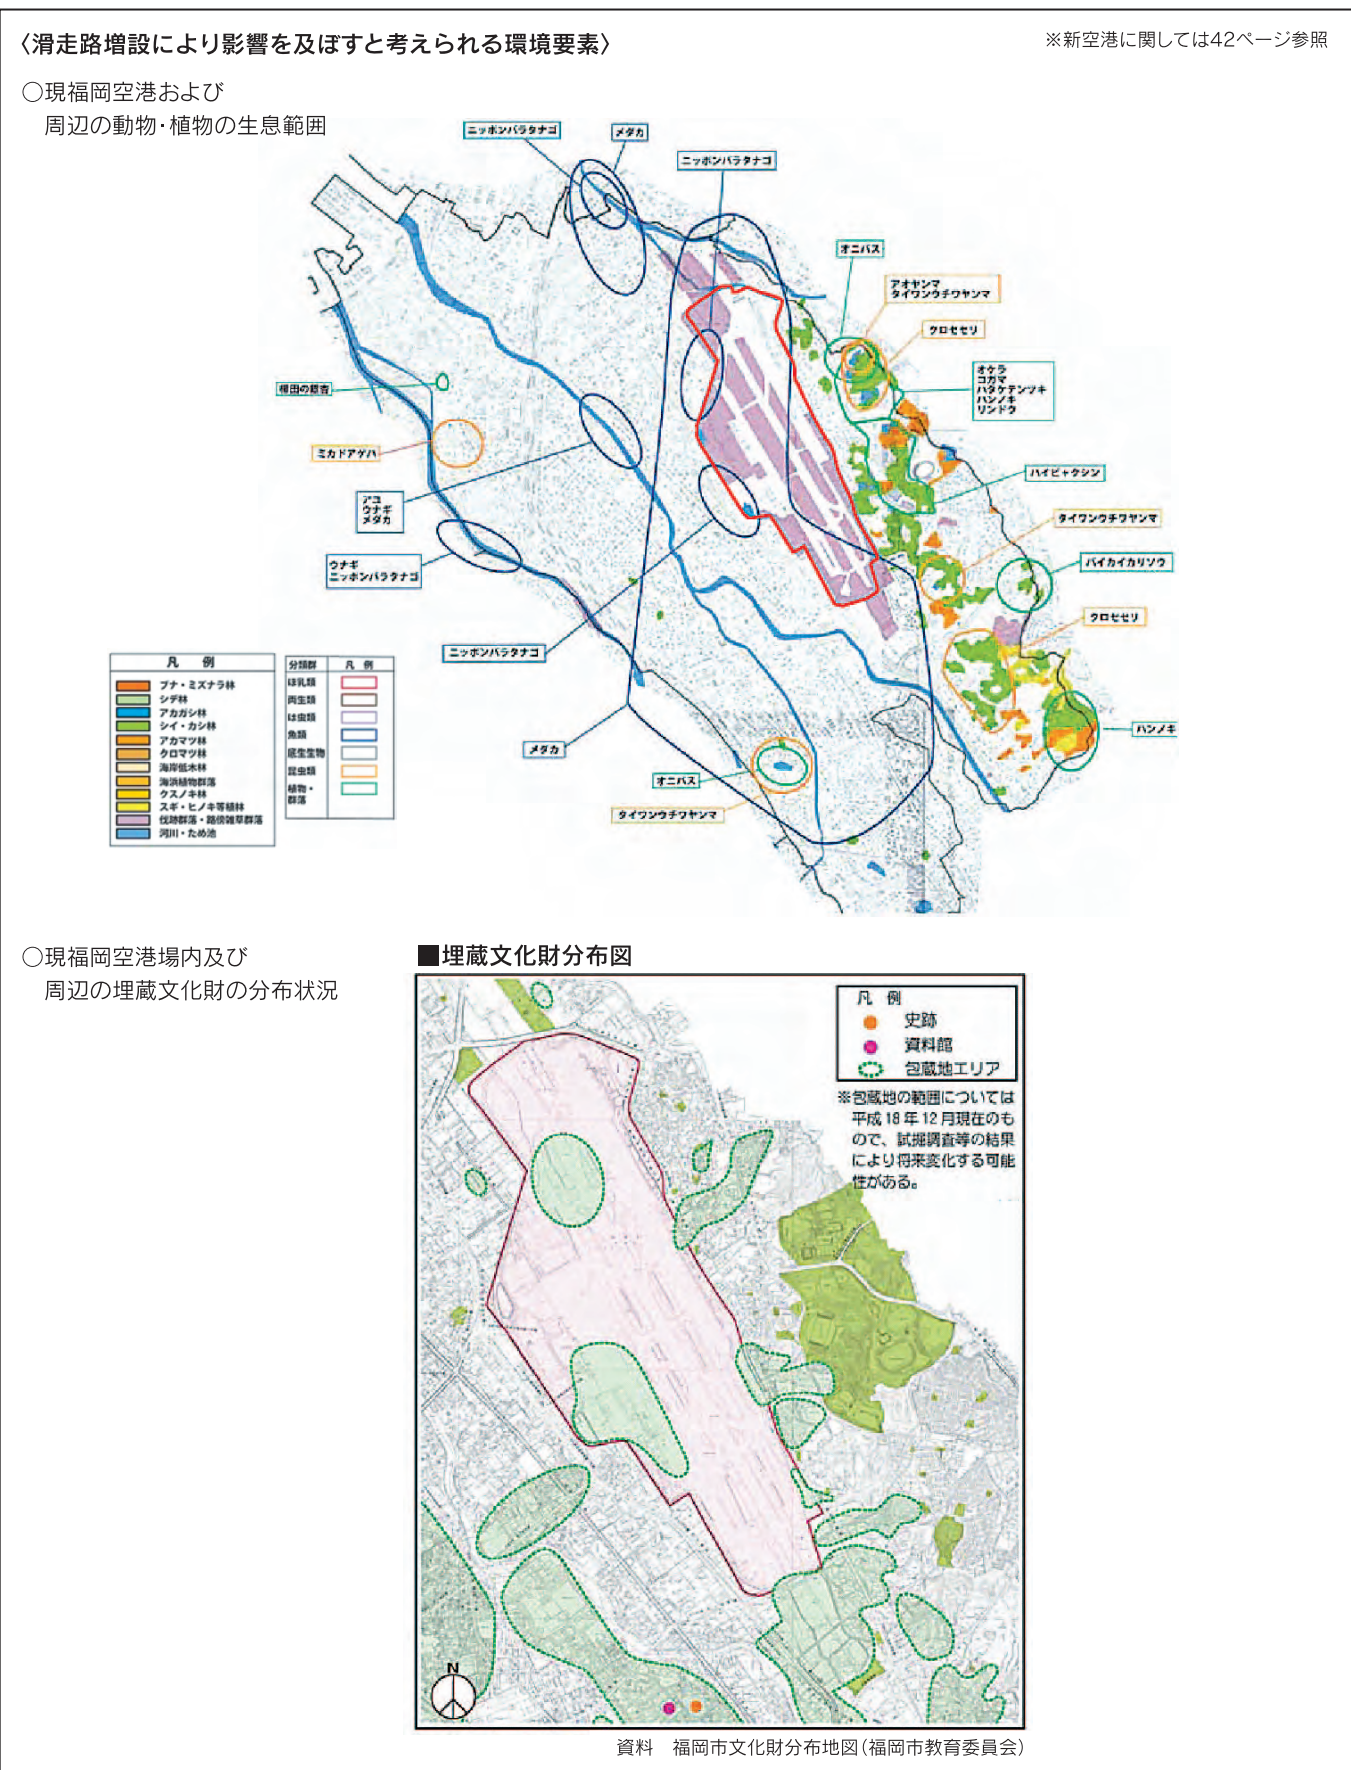 〈滑走路増設により影響を及ぼすと考えられる環境要素〉
※新空港に関しては42ページ参照
○現福岡空港および
周辺の動物・植物の生息範囲
ニッポンバラタナゴ
メダカ
ニッポンバラタナゴ
オニバス
アオヤンマ
タイワンウチワヤンマ
クロセセリ
オケラ
コガマ
ハタケテンツキ
ハンノキ
リンドウ
櫛田の銀杏
ミカドアゲハ
ハイビャクシン
アユ
ウナギ
メダカ
タイワンウチワヤンマ
ウナギ
ニッポンバラタナゴ
バイカイカリソウ
クロセセリ
ニッポンバラタナゴ
メダカ
オニバス
タイワンウチワヤンマ
ハンノキ
凡 例
ブナ・ミズナラ林
シデ林
アカガシ林
シイ・カシ林
アカマツ林
クロマツ林
海岸低木林
海浜植物群落
クスノキ林
スギ・ヒノキ等植林
伐跡群落・路傍雑草群落
河川・ため池
分類群 凡 例
ほ乳類
両生類
は虫類
魚類
底生生物
昆虫類
植物・
群落
○現福岡空港場内及び
周辺の埋蔵文化財の分布状況
■埋蔵文化財分布図
凡 例
史跡
資料館
包蔵地エリア
※包蔵地の範囲については
平成18年12月現在のも
ので、試掘調査等の結果
により将来変化する可能
性がある。
N
資料 福岡市文化財分布地図（福岡市教育委員会）